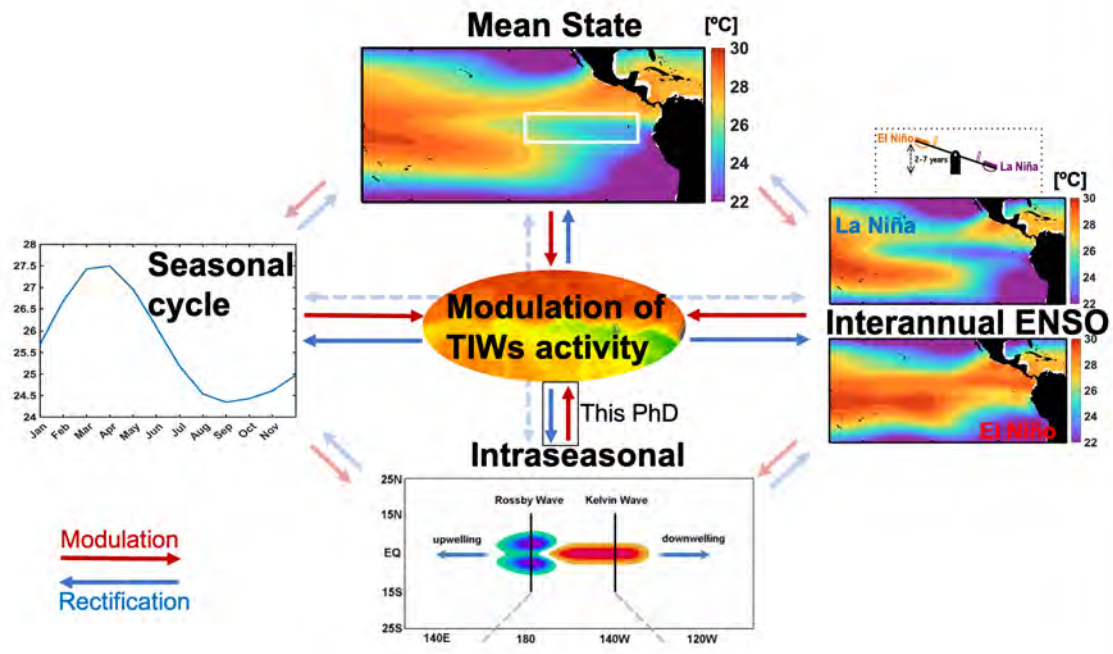 Mean State
[ºC]
30
28
26
24
22
El Niño
2-7 years
La Niña
[ºC]
30
28
26
24
22
La Niña
Interannual ENSO
30
28
26
24
22
El Niño
28
27.5
27
26.5
26
25.5
25
24.5
24
Jan
Feb
Mar
Apr
May
Jun
Jul
Aug
Sep
Oct
Nov
Seasonal
cycle
Modulation of
TIWs activity
This PhD
Intraseasonal
25N
15N
EQ
15S
25S
Rossby Wave
Kelvin Wave
upwelling
downwelling
140E
180
140W
120W
Modulation
Rectification